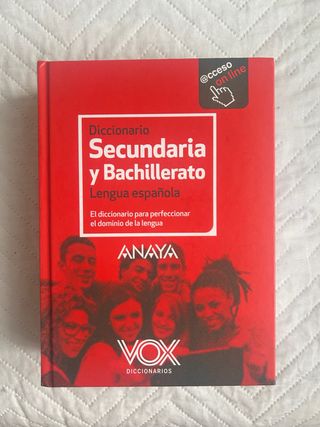 @cceso
on line
Diccionario
Secundaria
y Bachillerato
Lengua española
El diccionario para perfeccionar
el dominio de la lengua
ANAYA
VOX
DICCIONARIOS